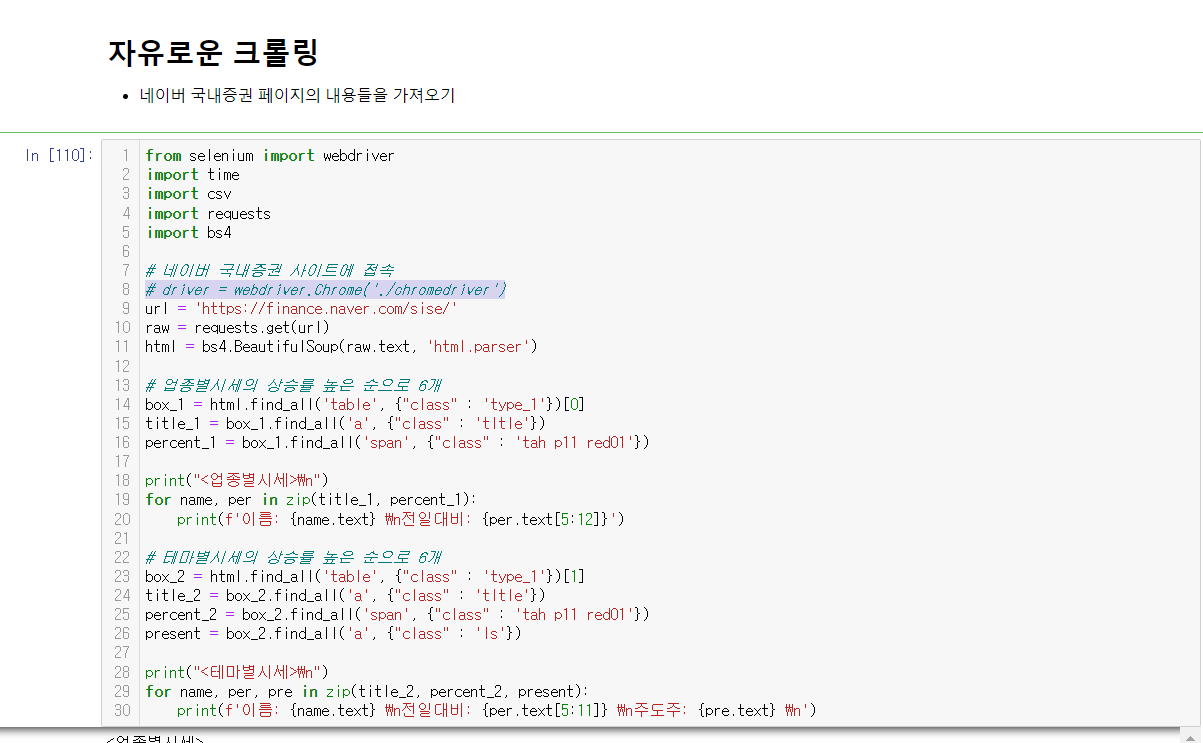 자유로운 크롤링
• 네이버 국내증권 페이지의 내용들을 가져오기
In [110]:
1 from selenium import webdriver
2 import time
3 import csv
4 import requests
5 import bs4
6
7 # 네이버 국내증권 사이트에 접속
8 # driver = webdriver.Chrome('./chromedriver')
9 url = 'https://finance.naver.com/sise/'
10 raw = requests.get(url)
11 html = bs4.BeautifulSoup(raw.text, 'html.parser')
12
13 # 업종별시세의 상승률 높은 순으로 6개
14 box_1 = html.find_all('table', {"class" : 'type_1'})[0]
15 title_1 = box_1.find_all('a', {"class" : 'tltle'})
16 percent_1 = box_1.find_all('span', {"class" : 'tah p11 red01'})
17
18 print("<업종별시세>₩n")
19 for name, per in zip(title_1, percent_1):
20     print(f'이름: {name.text} ₩n전일대비: {per.text[5:12]}')
21
22 # 테마별시세의 상승률 높은 순으로 6개
23 box_2 = html.find_all('table', {"class" : 'type_1'})[1]
24 title_2 = box_2.find_all('a', {"class" : 'tltle'})
25 percent_2 = box_2.find_all('span', {"class" : 'tah p11 red01'})
26 present = box_2.find_all('a', {"class" : 'ls'})
27
28 print("<테마별시세>₩n")
29 for name, per, pre in zip(title_2, percent_2, present):
30     print(f'이름: {name.text} ₩n전일대비: {per.text[5:11]} ₩n주도주: {pre.text} ₩n')
<업종별시세>